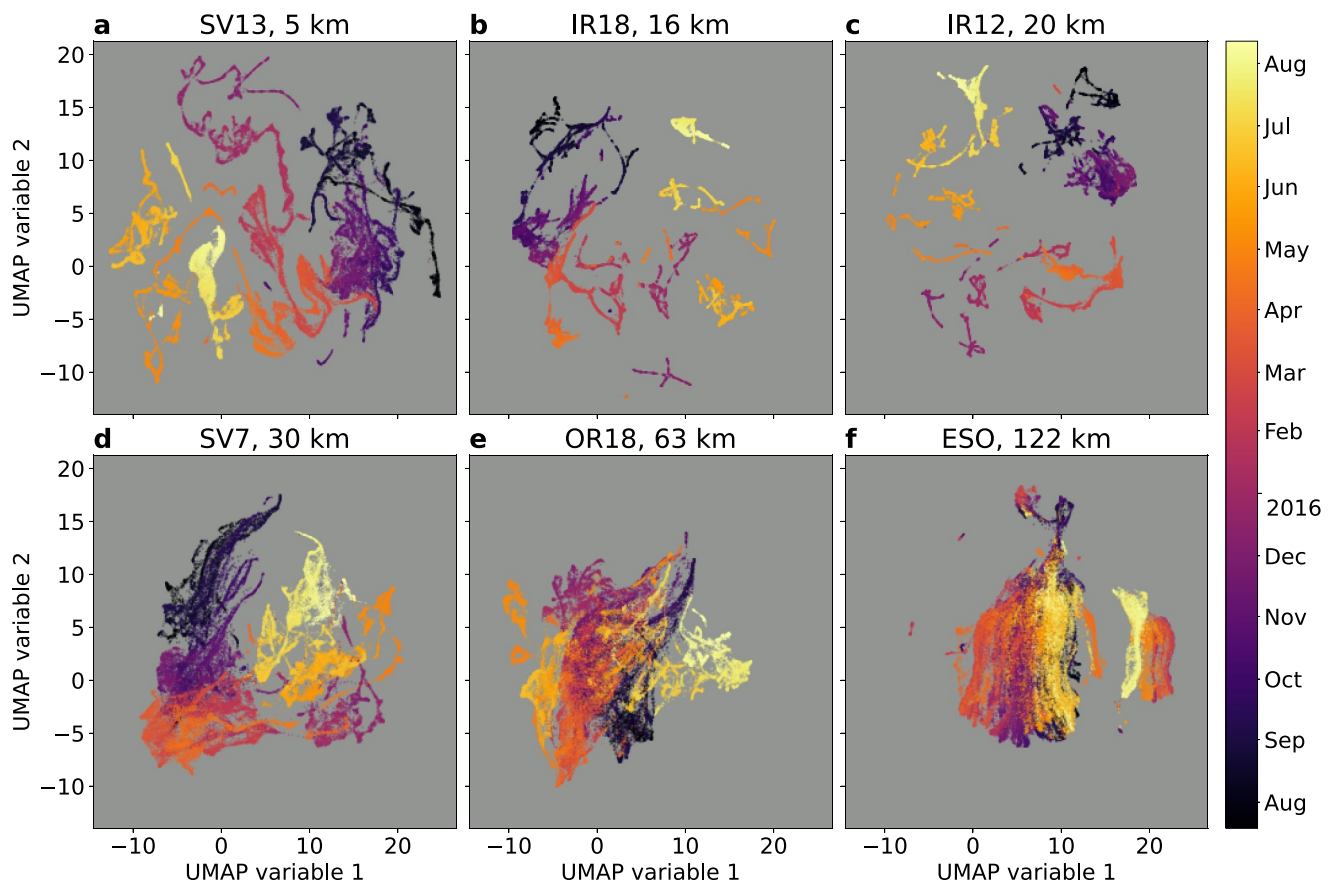 a SV13, 5 km
b IR18, 16 km
c IR12, 20 km
20
15
10
5
0
−5
−10
UMAP variable 2
d SV7, 30 km
e OR18, 63 km
f ESO, 122 km
20
15
10
5
0
−5
−10
UMAP variable 2
−10 0 10 20
−10 0 10 20
−10 0 10 20
UMAP variable 1
UMAP variable 1
UMAP variable 1
Aug
Jul
Jun
May
Apr
Mar
Feb
2016
Dec
Nov
Oct
Sep
Aug